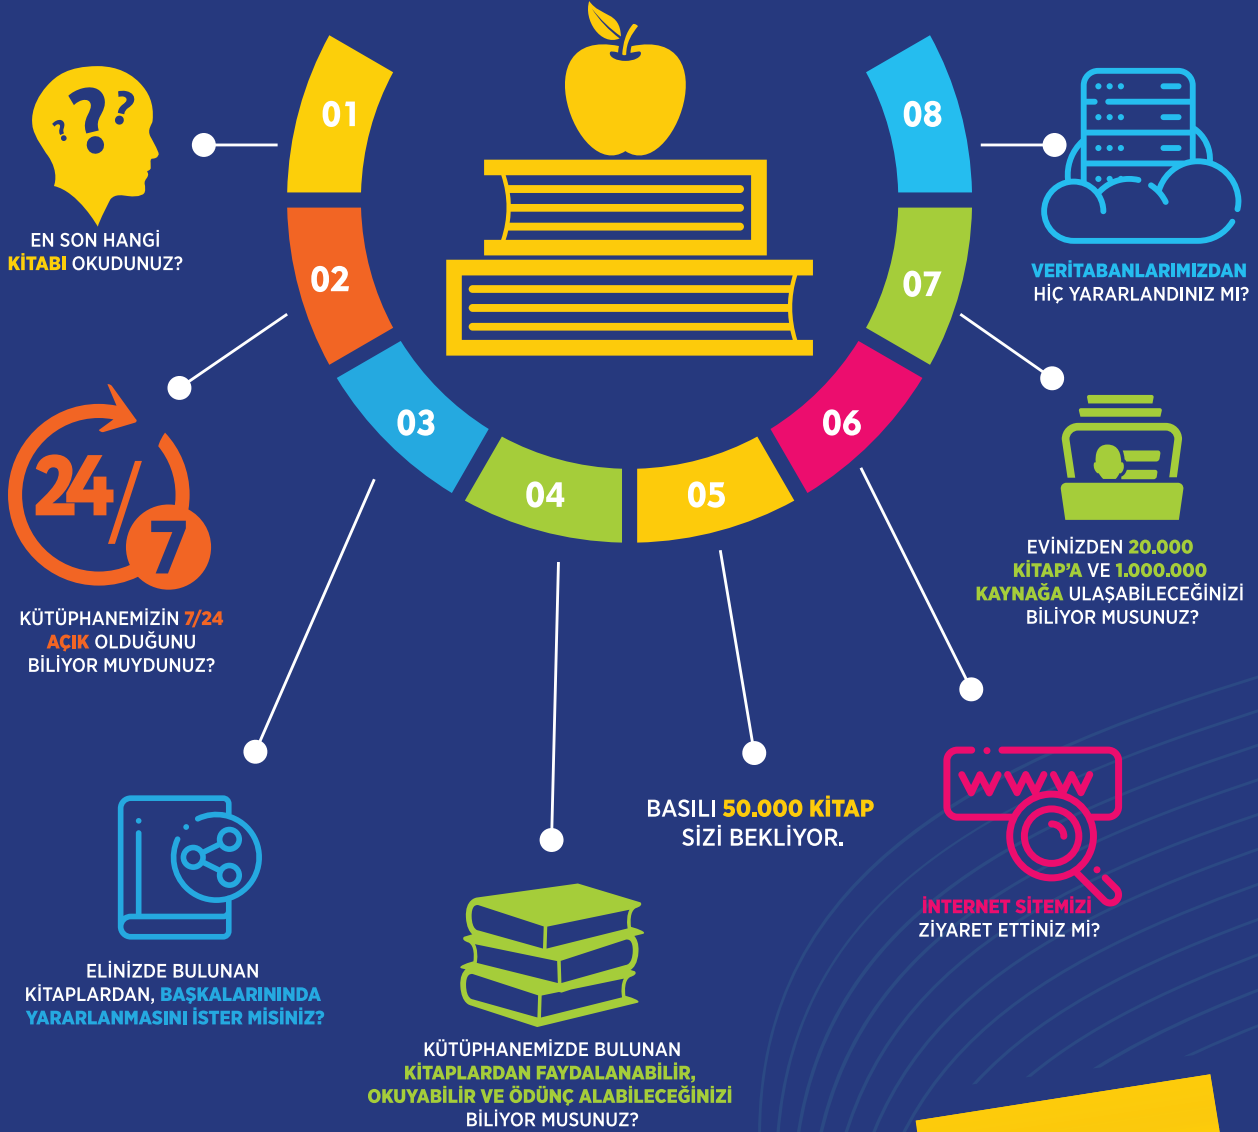 01
EN SON HANGİ
KİTABI OKUDUNUZ?
02
24/7
KÜTÜPHANEMİZİN 7/24
AÇIK OLDUĞUNU
BİLİYOR MUYDUNUZ?
03
ELİNİZDE BULUNAN
KİTAPLARDAN, BAŞKALARININDA
YARARLANMASINI İSTER MİSİNİZ?
04
KÜTÜPHANEMİZDE BULUNAN
KİTAPLARDAN FAYDALANABİLİR,
OKUYABİLİR VE ÖDÜNÇ ALABİLECEĞİNİZİ
BİLİYOR MUSUNUZ?
05
BASILI 50.000 KİTAP
SİZİ BEKLİYOR.
06
WWW
İNTERNET SİTEMİZİ
ZİYARET ETTİNİZ Mİ?
07
EVİNİZDEN 20.000
KİTAP'A VE 1.000.000
KAYNAĞA ULAŞABİLECEĞİNİZİ
BİLİYOR MUSUNUZ?
08
VERİTABANLARIMIZDAN
HİÇ YARARLANDINIZ MI?